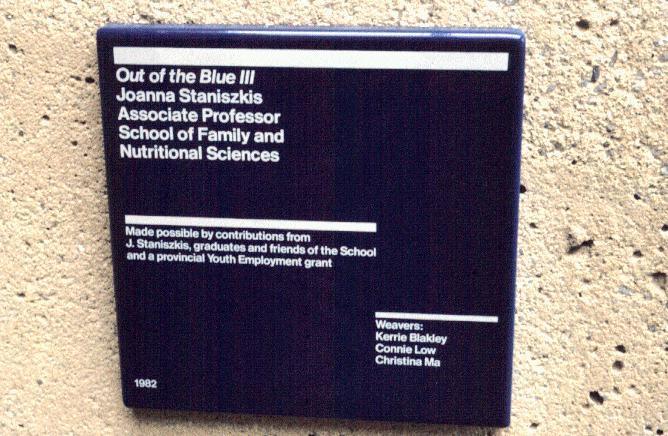 Out of the Blue III
Joanna Staniszkis
Associate Professor
School of Family and
Nutritional Sciences
Made possible by contributions from
J. Staniszkis, graduates and friends of the School
and a provincial Youth Employment grant
Weavers:
Kerrie Blakley
Connie Low
Christina Ma
1982